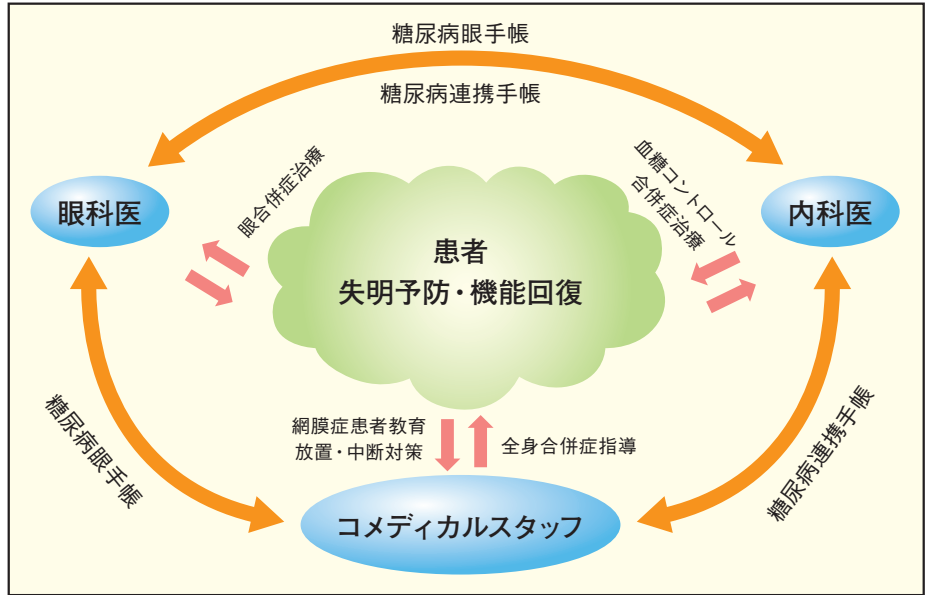 糖尿病眼手帳
糖尿病連携手帳
眼科医
眼合併症治療
血糖コントロール
合併症治療
内科医
患者
失明予防・機能回復
糖尿病眼手帳
網膜症患者教育
放置・中断対策
全身合併症指導
糖尿病連携手帳
コメディカルスタッフ